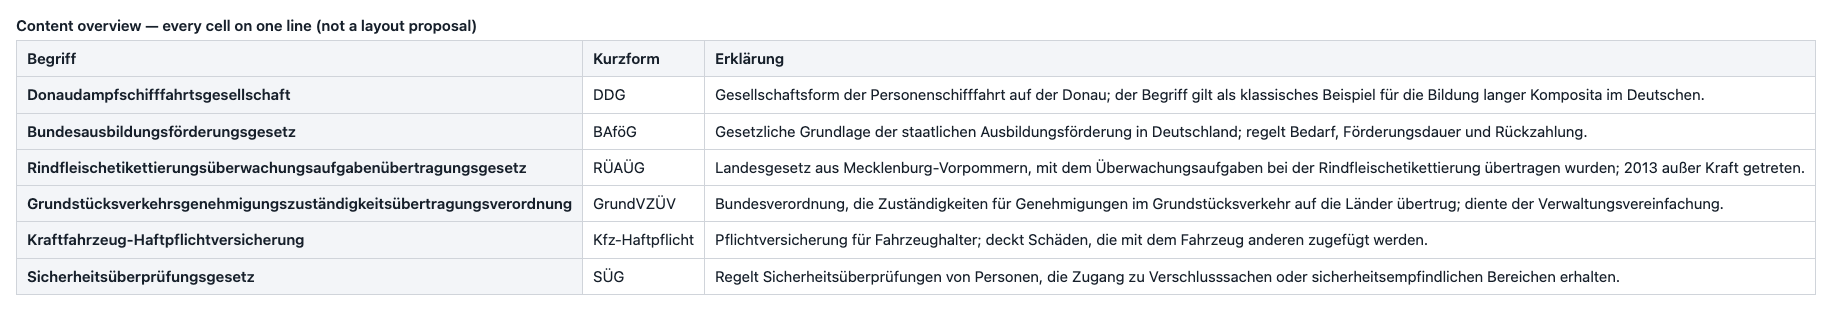 Content overview — every cell on one line (not a layout proposal)
Begriff Kurzform Erklärung
Donaudampfschifffahrtsgesellschaft DDG Gesellschaftsform der Personenschifffahrt auf der Donau; der Begriff gilt als klassisches Beispiel für die Bildung langer Komposita im Deutschen.
Bundesausbildungsförderungsgesetz BAföG Gesetzliche Grundlage der staatlichen Ausbildungsförderung in Deutschland; regelt Bedarf, Förderungsdauer und Rückzahlung.
Rindfleischetikettierungsüberwachungsaufgabenübertragungsgesetz RÜAÜG Landesgesetz aus Mecklenburg-Vorpommern, mit dem Überwachungsaufgaben bei der Rindfleischetikettierung übertragen wurden; 2013 außer Kraft getreten.
Grundstücksverkehrsgenehmigungszuständigkeitsübertragungsverordnung GrundVZÜV Bundesverordnung, die Zuständigkeiten für Genehmigungen im Grundstücksverkehr auf die Länder übertrug; diente der Verwaltungsvereinfachung.
Kraftfahrzeug-Haftpflichtversicherung Kfz-Haftpflicht Pflichtversicherung für Fahrzeughalter; deckt Schäden, die mit dem Fahrzeug anderen zugefügt werden.
Sicherheitsüberprüfungsgesetz SÜG Regelt Sicherheitsüberprüfungen von Personen, die Zugang zu Verschlusssachen oder sicherheitsempfindlichen Bereichen erhalten.